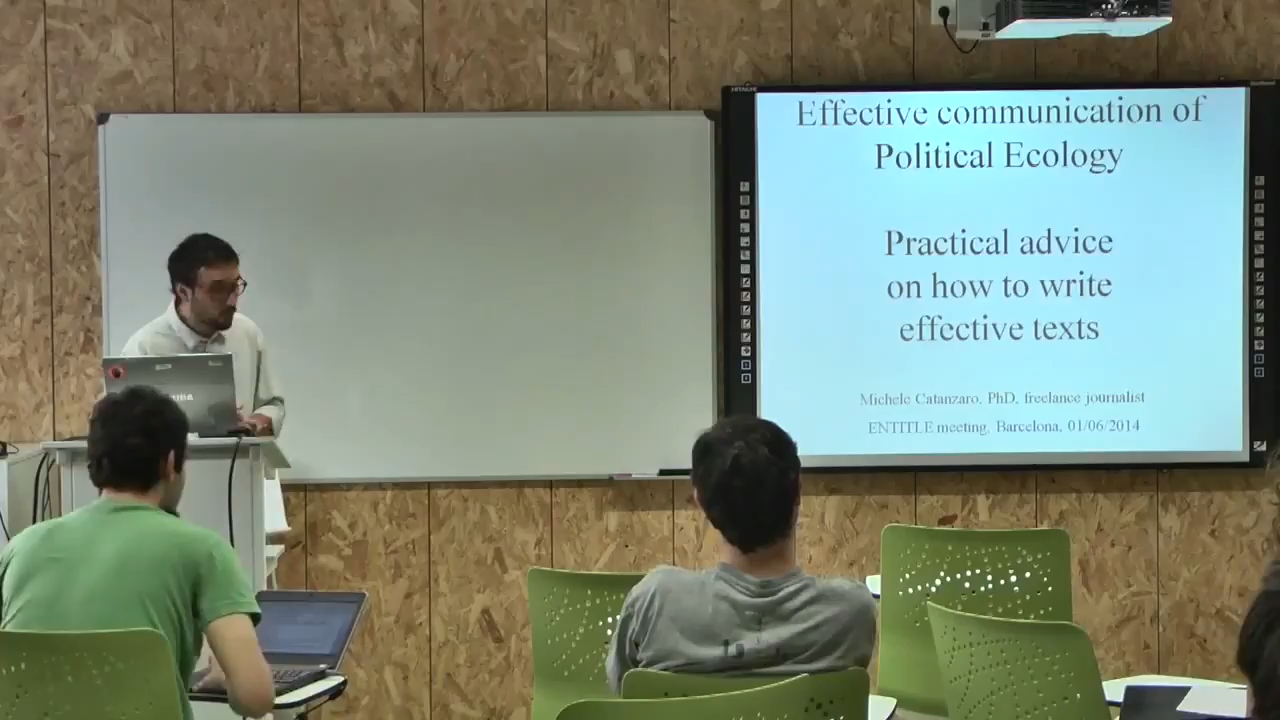 HITACHI
Effective communication of
Political Ecology
Practical advice
on how to write
effective texts
Michele Catanzaro, PhD, freelance journalist
ENTITLE meeting, Barcelona, 01/06/2014